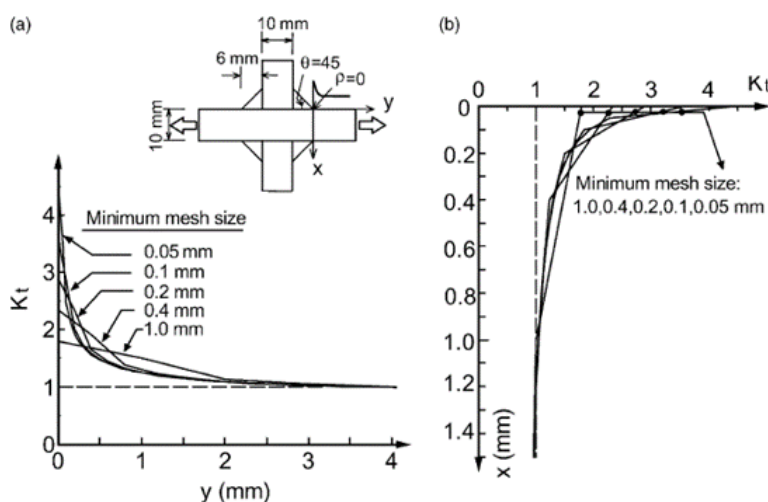 (a)
10 mm
6 mm
θ=45
ρ=0
y
10 mm
x
Minimum mesh size
0.05 mm
0.1 mm
0.2 mm
0.4 mm
1.0 mm
Kt
4
3
2
1
0
0 1 2 3 4
y (mm)
(b)
0 1 2 3 4 Kt
0
0.2
0.4
0.6
0.8
1.0
1.2
1.4
x (mm)
Minimum mesh size:
1.0,0.4,0.2,0.1,0.05 mm